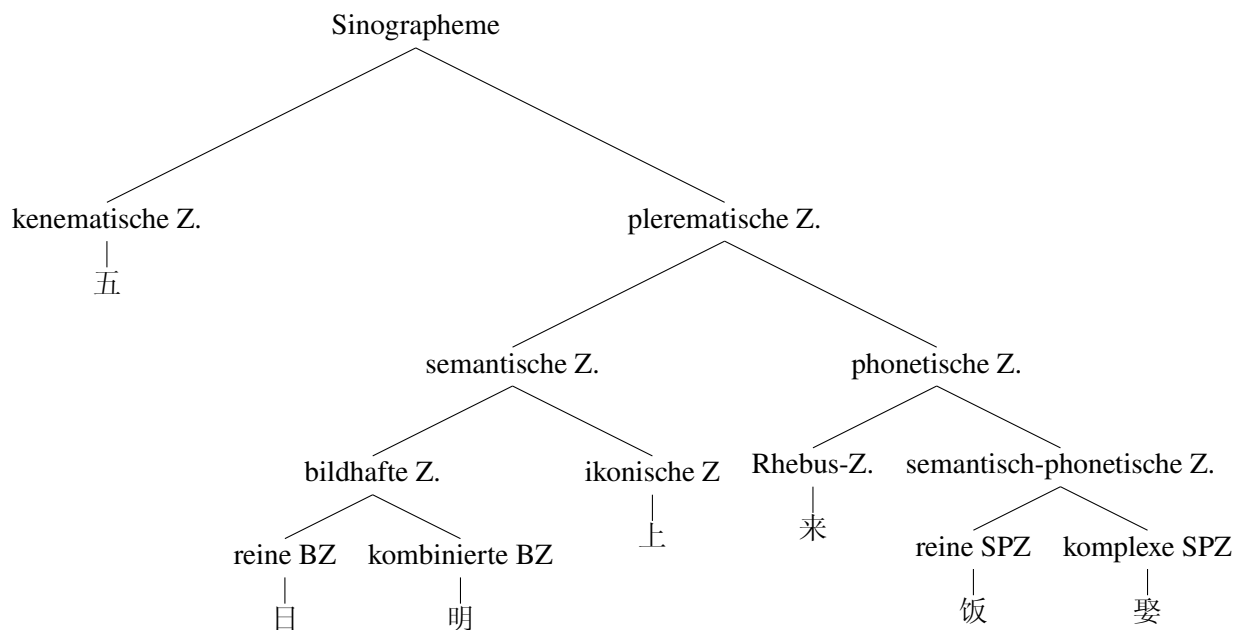 Sinographeme
kenematische Z. plerematische Z.
五
semantische Z. phonetische Z.
bildhafte Z. ikonische Z Rhebus-Z. semantisch-phonetische Z.
上 来
reine BZ kombinierte BZ reine SPZ komplexe SPZ
日 明 饭 娶